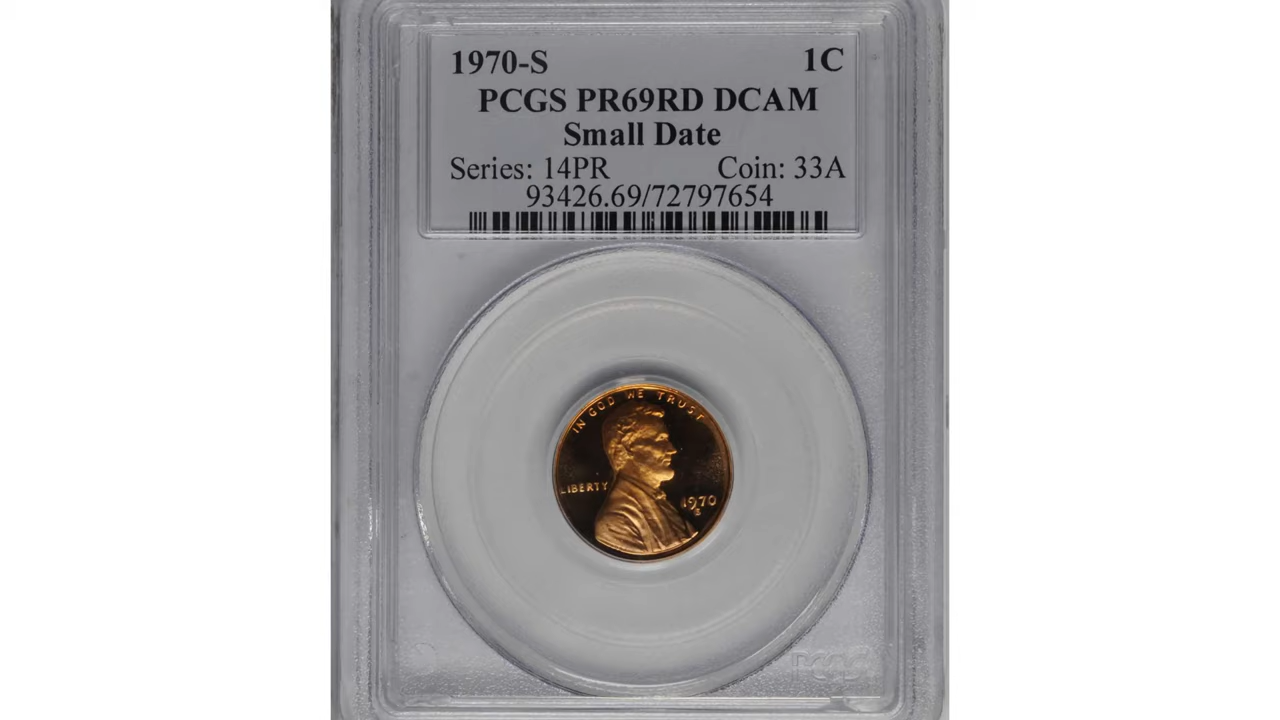 1970-S 1C
PCGS PR69RD DCAM
Small Date
Series: 14PR Coin: 33A
93426.69/72797654
IN GOD WE TRUST
LIBERTY
1970
S
PCGS